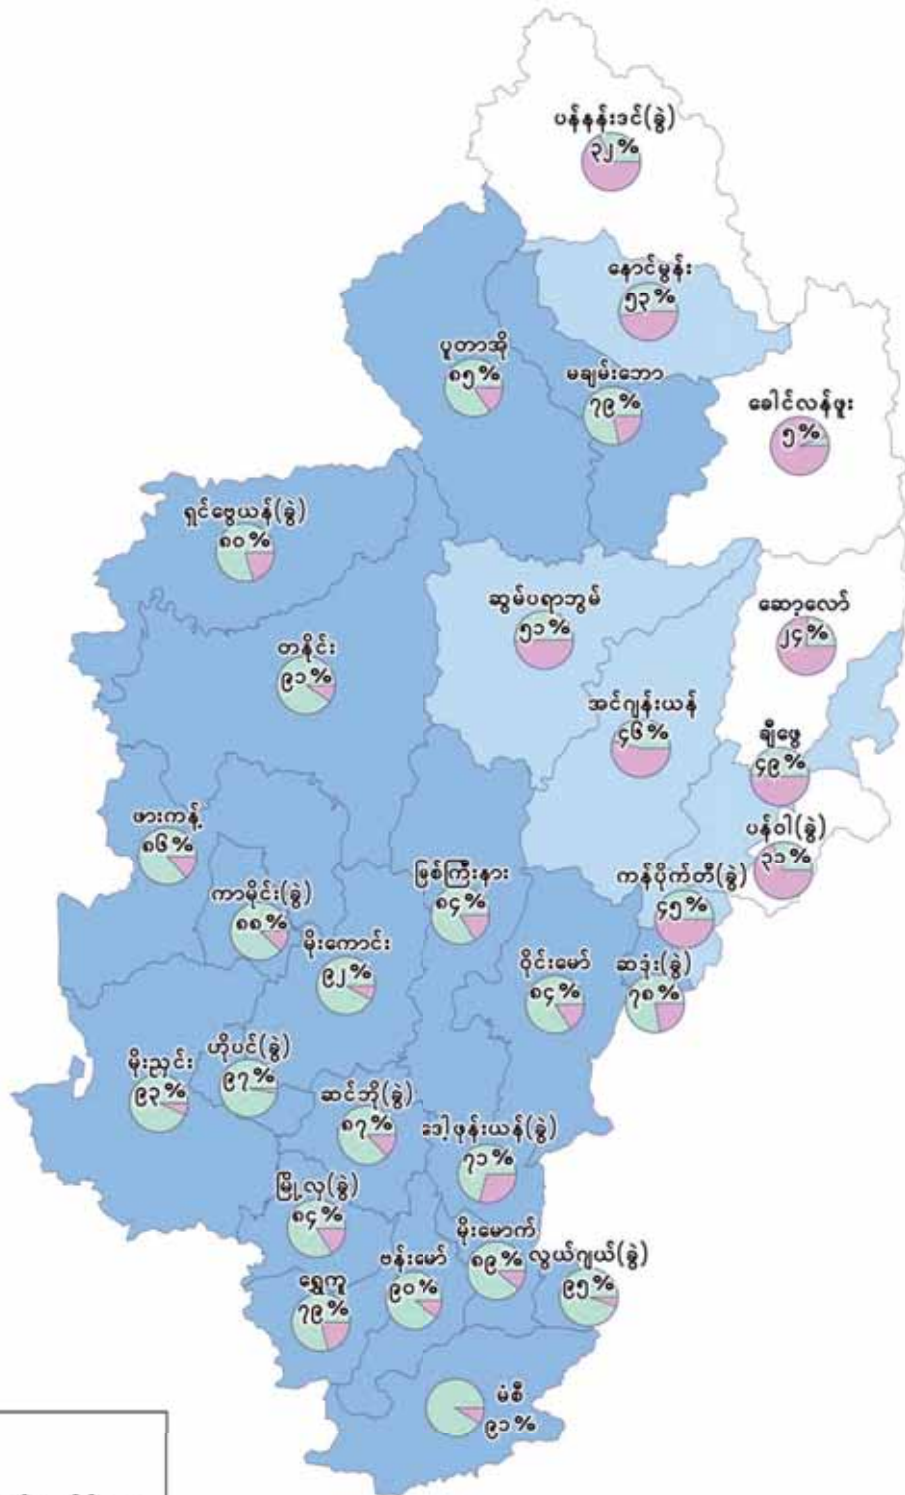 ပန်နန်းဒင်(ခွဲ)
၃၂%
နောင်မွန်း
၅၃%
ပူတာအို
၈၅%
မချမ်းဘော
၇၉%
ခေါင်လန်ဖူး
၅%
ရှင်ဗွေယန်(ခွဲ)
၈၀%
ဆွမ်ပရာဘွမ်
၅၁%
ဆော့လော်
၂၄%
တနိုင်း
၉၁%
အင်ဂျန်းယန်
၄၆%
ချီဖွေ
၄၉%
ဖားကန့်
၈၆%
ပန်ဝါ(ခွဲ)
၃၁%
မြစ်ကြီးနား
၈၄%
ကန်ပိုက်တီ(ခွဲ)
၄၅%
ကာမိုင်း(ခွဲ)
၈၈%
မိုးကောင်း
၉၂%
ဝိုင်းမော်
၈၄%
ဆဒုံး(ခွဲ)
၇၈%
မိုးညှင်း
၉၃%
ဟိုပင်(ခွဲ)
၉၇%
ဆင်ဘို(ခွဲ)
၈၇%
ဒေါ့ဖုန်းယန်(ခွဲ)
၇၁%
မြို့လှ(ခွဲ)
၈၄%
မိုးမောက်
၈၉%
လွယ်ဂျယ်(ခွဲ)
၉၅%
ဗန်းမော်
၉၀%
ရွှေကူ
၇၉%
မံစီ
၉၁%